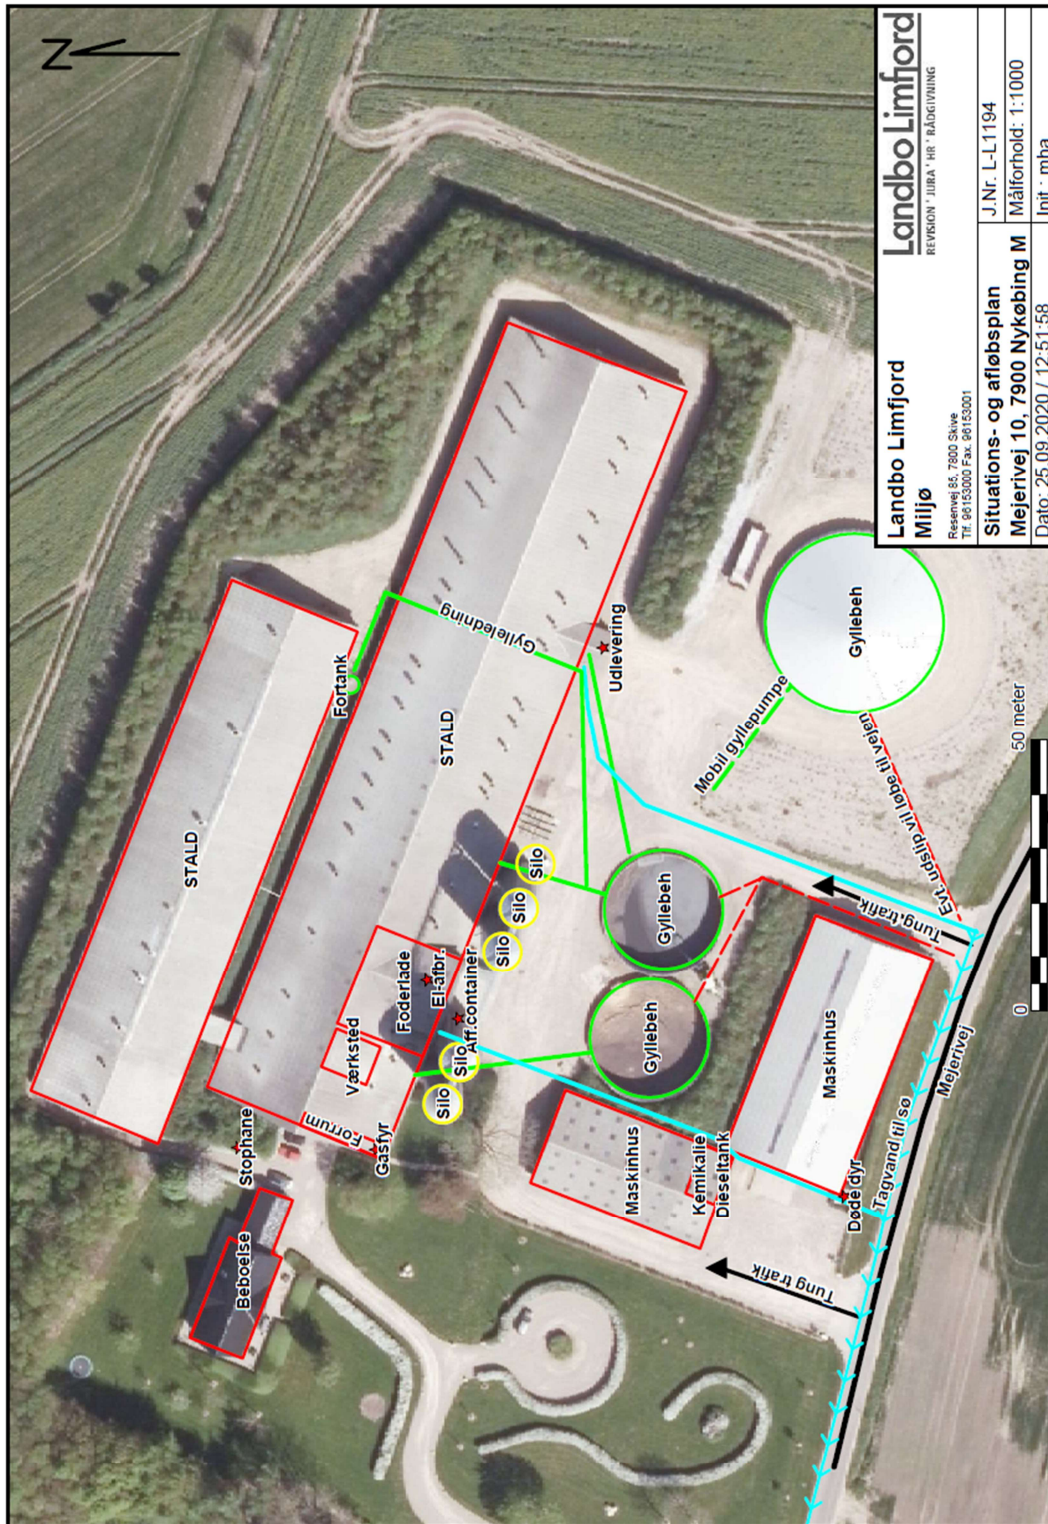 N
STALD
Fortank
Gylleledning
STALD
Udlevering
Mobil gyllepumpe
Gyllebeh
Evt. udslip vil løbe til vejen
Tung trafik
Silo
Silo
Silo
Silo
Silo
Gyllebeh
Gyllebeh
Foderlade
El-afbr.
Aff.container
Værksted
Forrum
Gasfyr
Stophane
Beboelse
Maskinhus
Kemikalie
Dieseltank
Maskinhus
Døde dyr
Tung trafik
Tagvand til sø
Mejerivej
0
50 meter
Landbo Limfjord
Miljø
Resenvej 85, 7800 Skive
Tlf. 96153000 Fax. 96153001
Landbo Limfjord
REVISION · JURA · HR · RÅDGIVNING
Situations- og afløbsplan
Mejerivej 10, 7900 Nykøbing M
Dato: 25.09.2020 / 12:51:58
J.Nr. L-L1194
Målforhold: 1:1000
Init.: mha